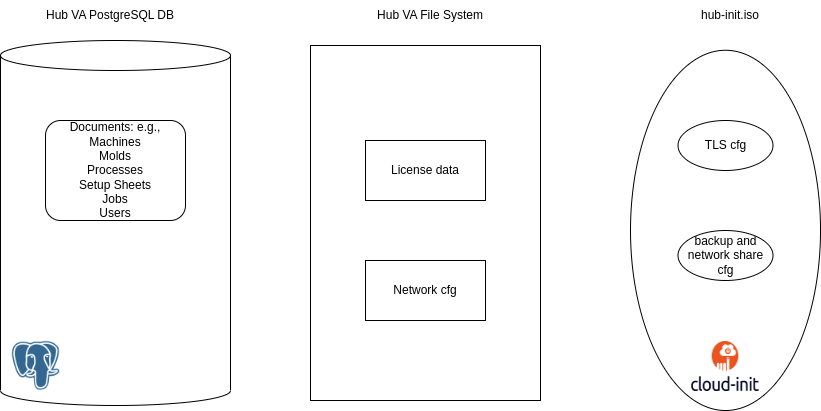 Hub VA PostgreSQL DB
Documents: e.g.,
Machines
Molds
Processes
Setup Sheets
Jobs
Users
Hub VA File System
License data
Network cfg
hub-init.iso
TLS cfg
backup and
network share
cfg
cloud-init